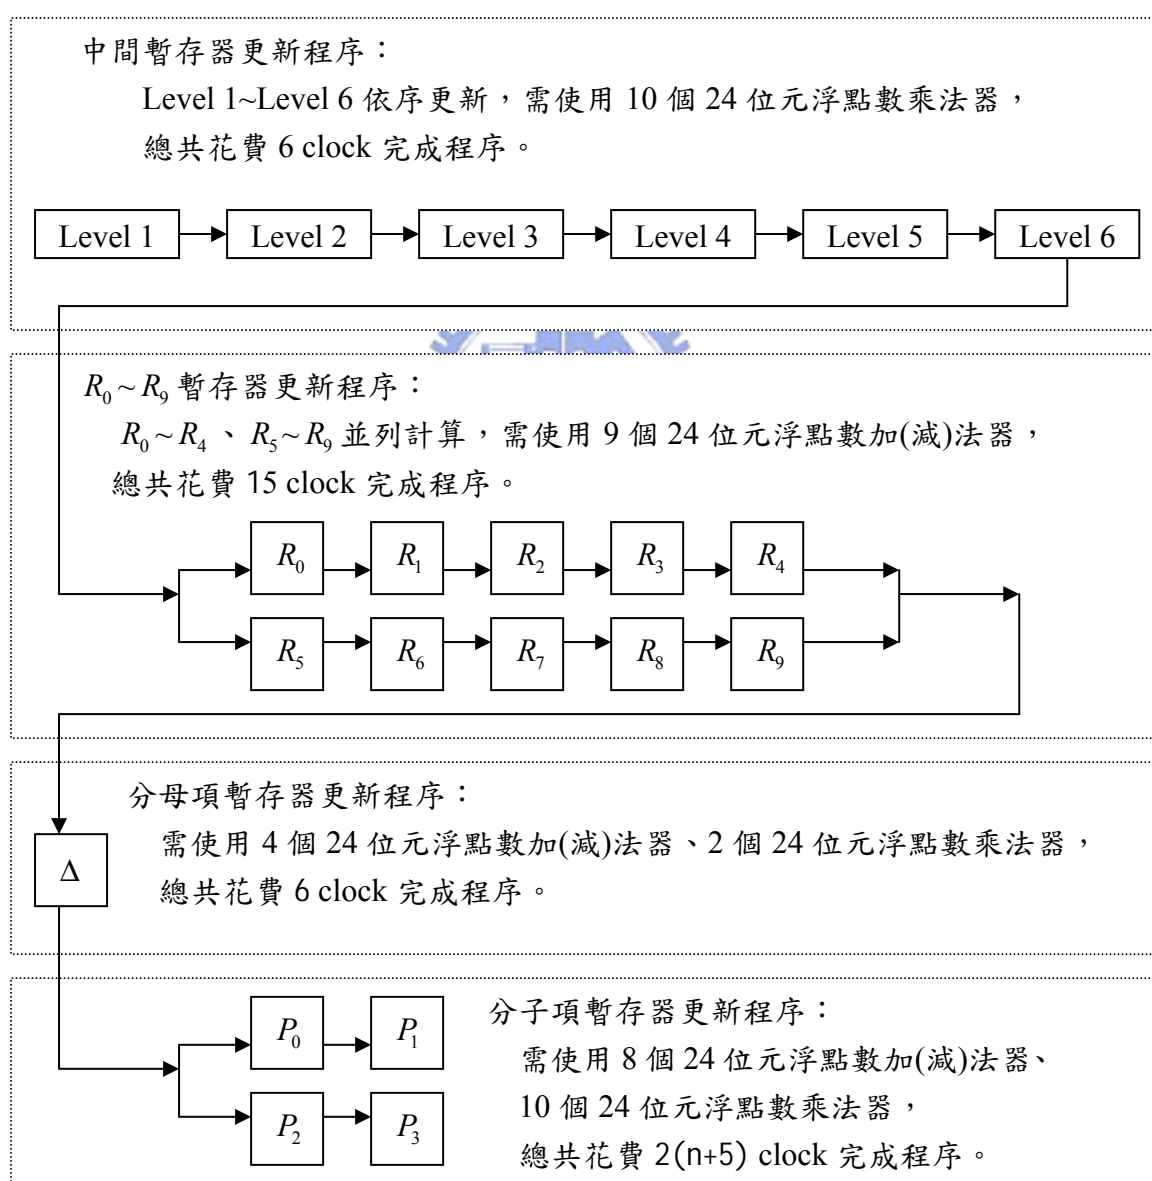 中間暫存器更新程序：
Level 1~Level 6 依序更新，需使用 10 個 24 位元浮點數乘法器，
總共花費 6 clock 完成程序。
Level 1 Level 2 Level 3 Level 4 Level 5 Level 6
R₀~R₉ 暫存器更新程序：
R₀~R₄、R₅~R₉ 並列計算，需使用 9 個 24 位元浮點數加(減)法器，
總共花費 15 clock 完成程序。
R₀ R₁ R₂ R₃ R₄
R₅ R₆ R₇ R₈ R₉
分母項暫存器更新程序：
需使用 4 個 24 位元浮點數加(減)法器、2 個 24 位元浮點數乘法器，
Δ
總共花費 6 clock 完成程序。
P₀ P₁
P₂ P₃
分子項暫存器更新程序：
需使用 8 個 24 位元浮點數加(減)法器、
10 個 24 位元浮點數乘法器，
總共花費 2(n+5) clock 完成程序。